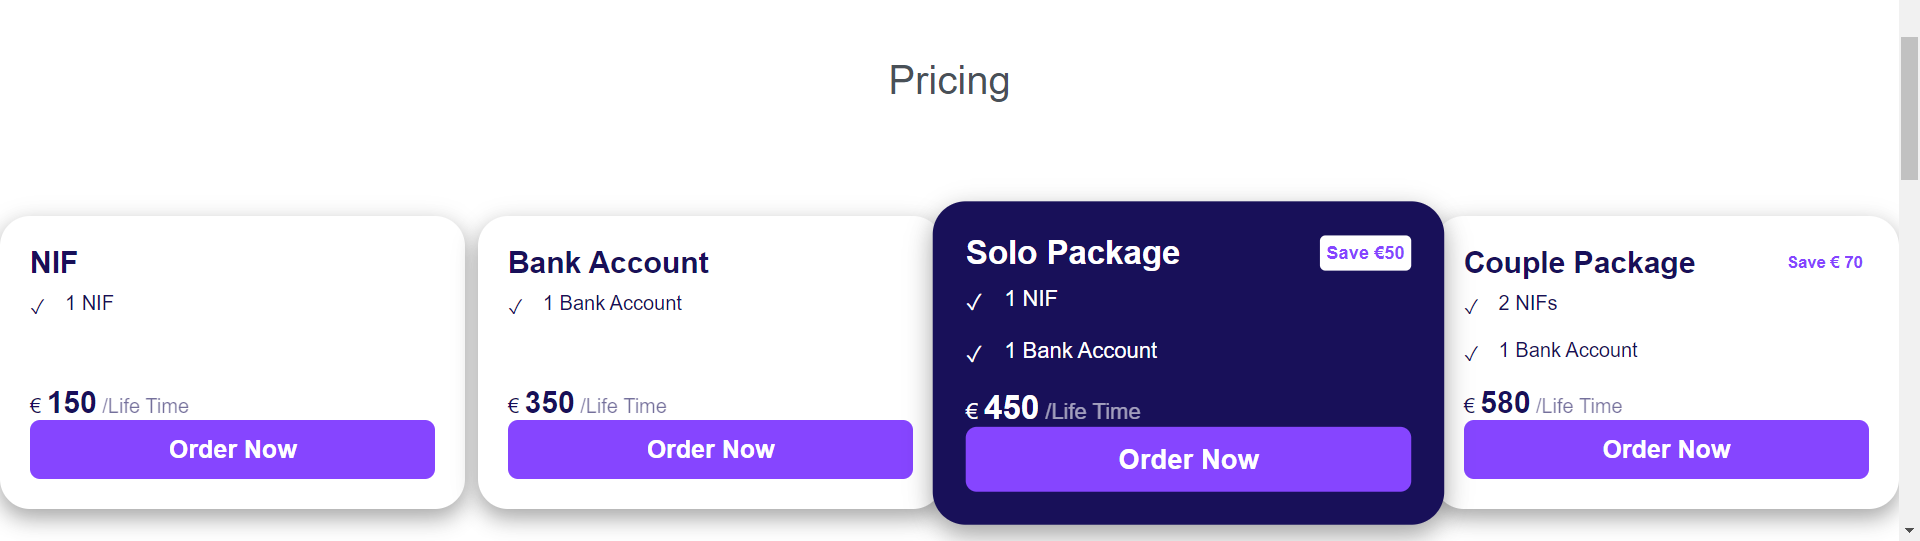 Pricing
NIF
✓ 1 NIF
€ 150 /Life Time
Order Now
Bank Account
✓ 1 Bank Account
€ 350 /Life Time
Order Now
Solo Package
Save €50
✓ 1 NIF
✓ 1 Bank Account
€ 450 /Life Time
Order Now
Couple Package
Save € 70
✓ 2 NIFs
✓ 1 Bank Account
€ 580 /Life Time
Order Now